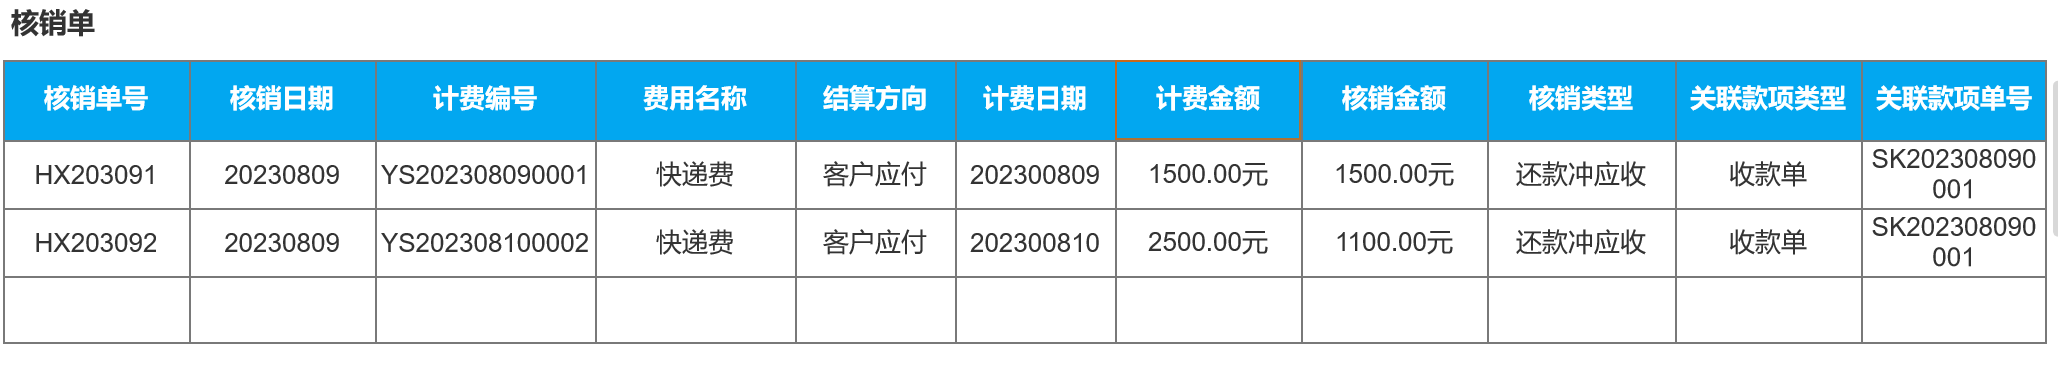 核销单
核销单号 核销日期 计费编号 费用名称 结算方向 计费日期 计费金额 核销金额 核销类型 关联款项类型 关联款项单号
HX203091 20230809 YS202308090001 快递费 客户应付 202300809 1500.00元 1500.00元 还款冲应收 收款单 SK202308090
001
HX203092 20230809 YS202308100002 快递费 客户应付 202300810 2500.00元 1100.00元 还款冲应收 收款单 SK202308090
001